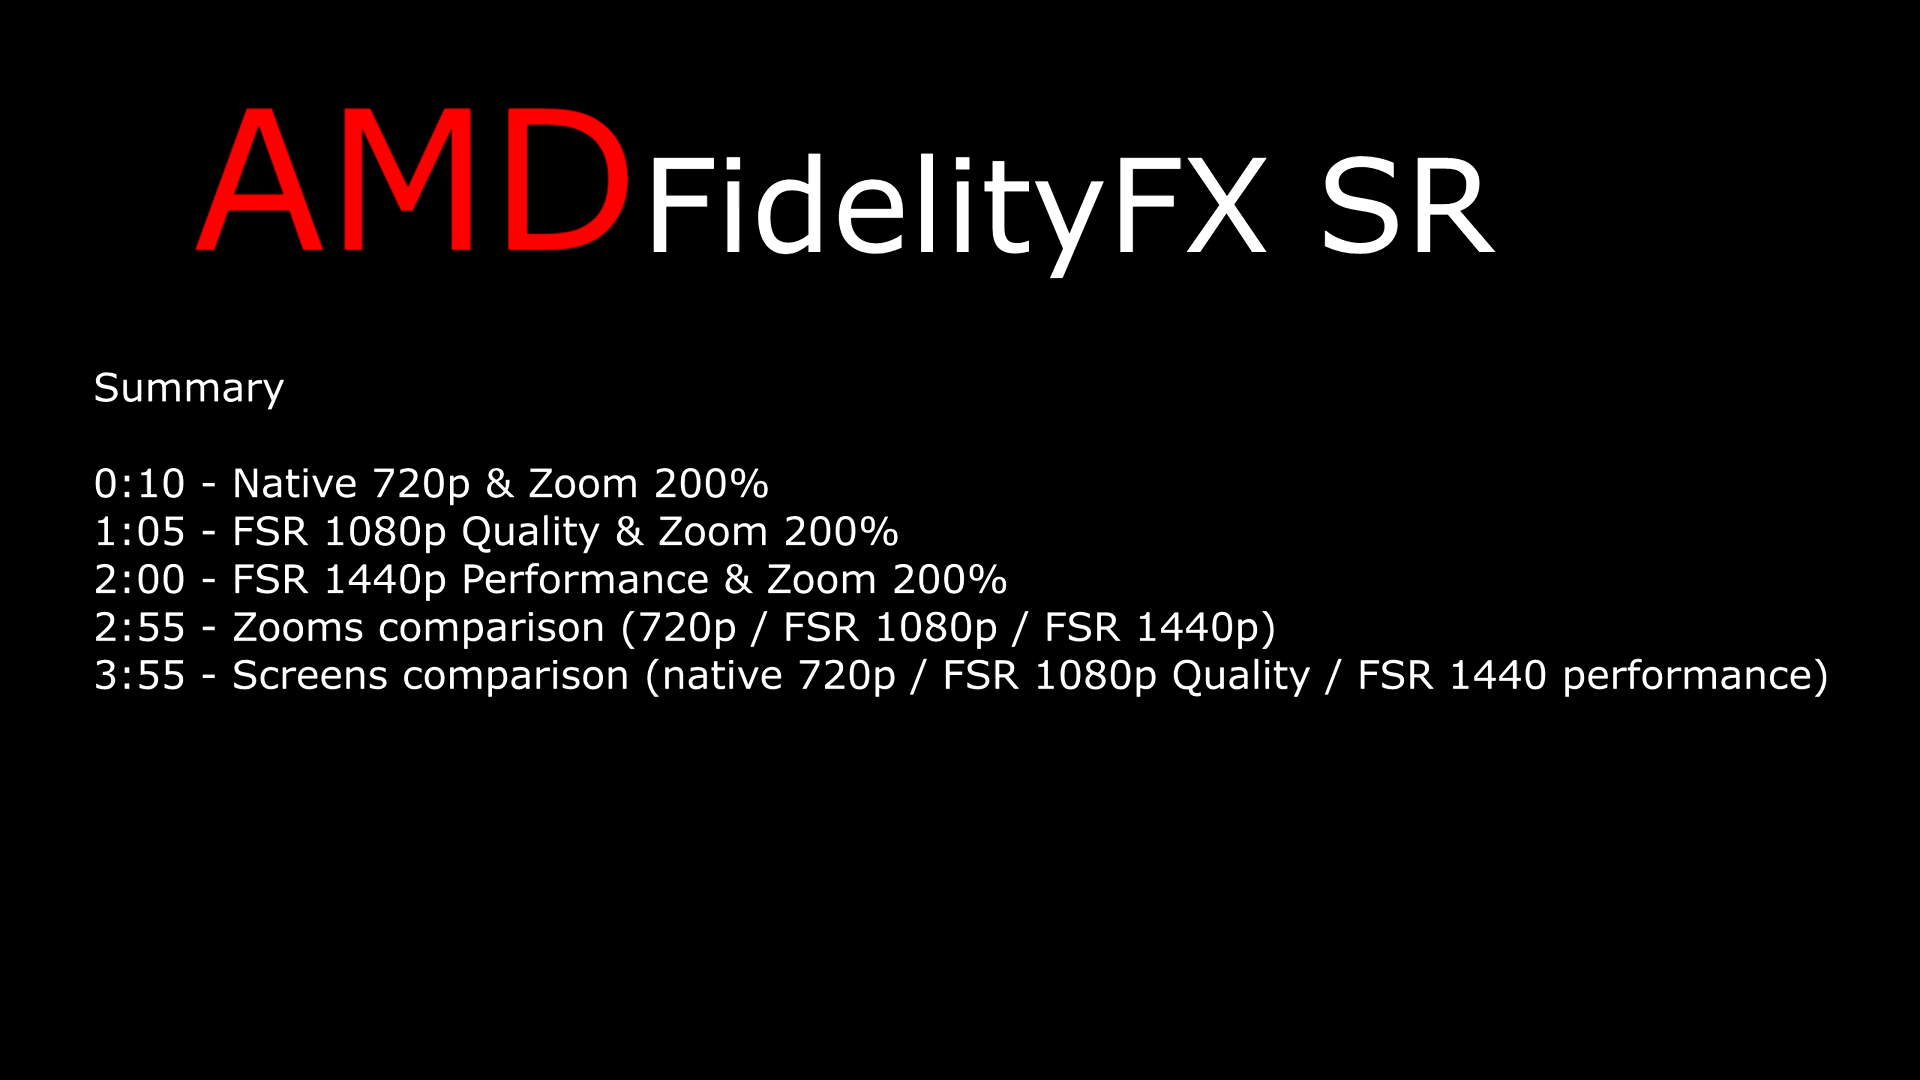 AMD FidelityFX SR
Summary
0:10 - Native 720p & Zoom 200%
1:05 - FSR 1080p Quality & Zoom 200%
2:00 - FSR 1440p Performance & Zoom 200%
2:55 - Zooms comparison (720p / FSR 1080p / FSR 1440p)
3:55 - Screens comparison (native 720p / FSR 1080p Quality / FSR 1440 performance)